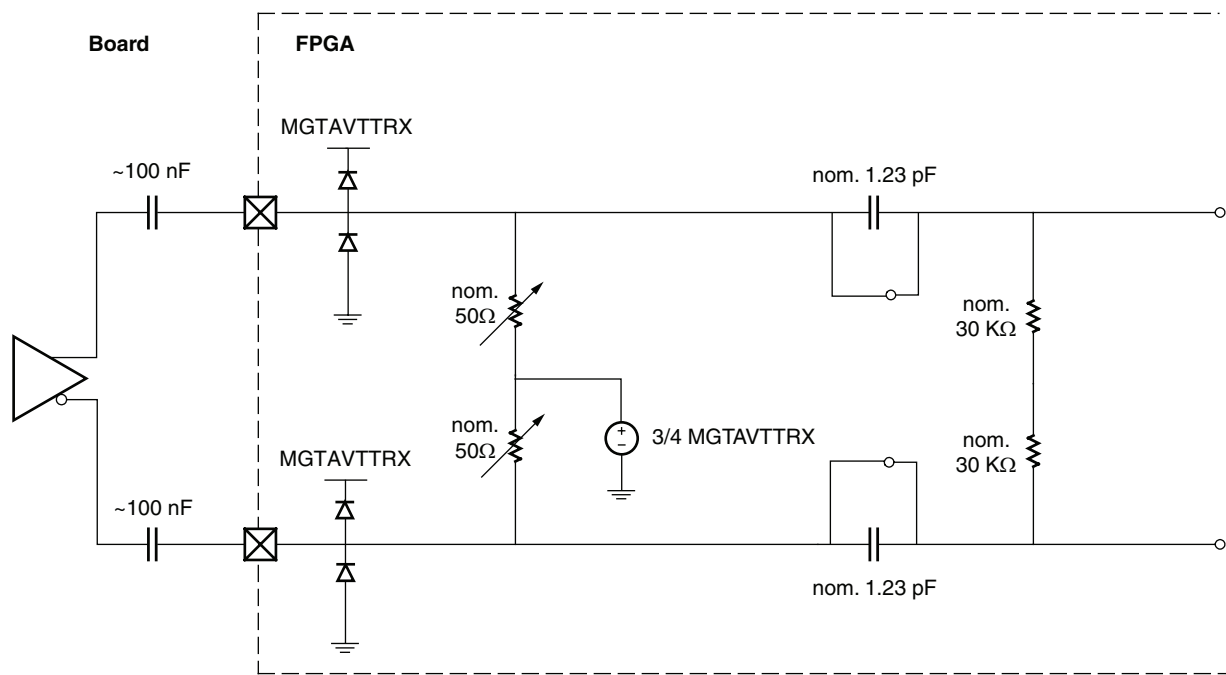 Board
FPGA
MGTAVTTRX
~100 nF
nom. 1.23 pF
nom.
50Ω
nom.
30 KΩ
nom.
50Ω
+
−
3/4 MGTAVTTRX
nom.
30 KΩ
MGTAVTTRX
~100 nF
nom. 1.23 pF